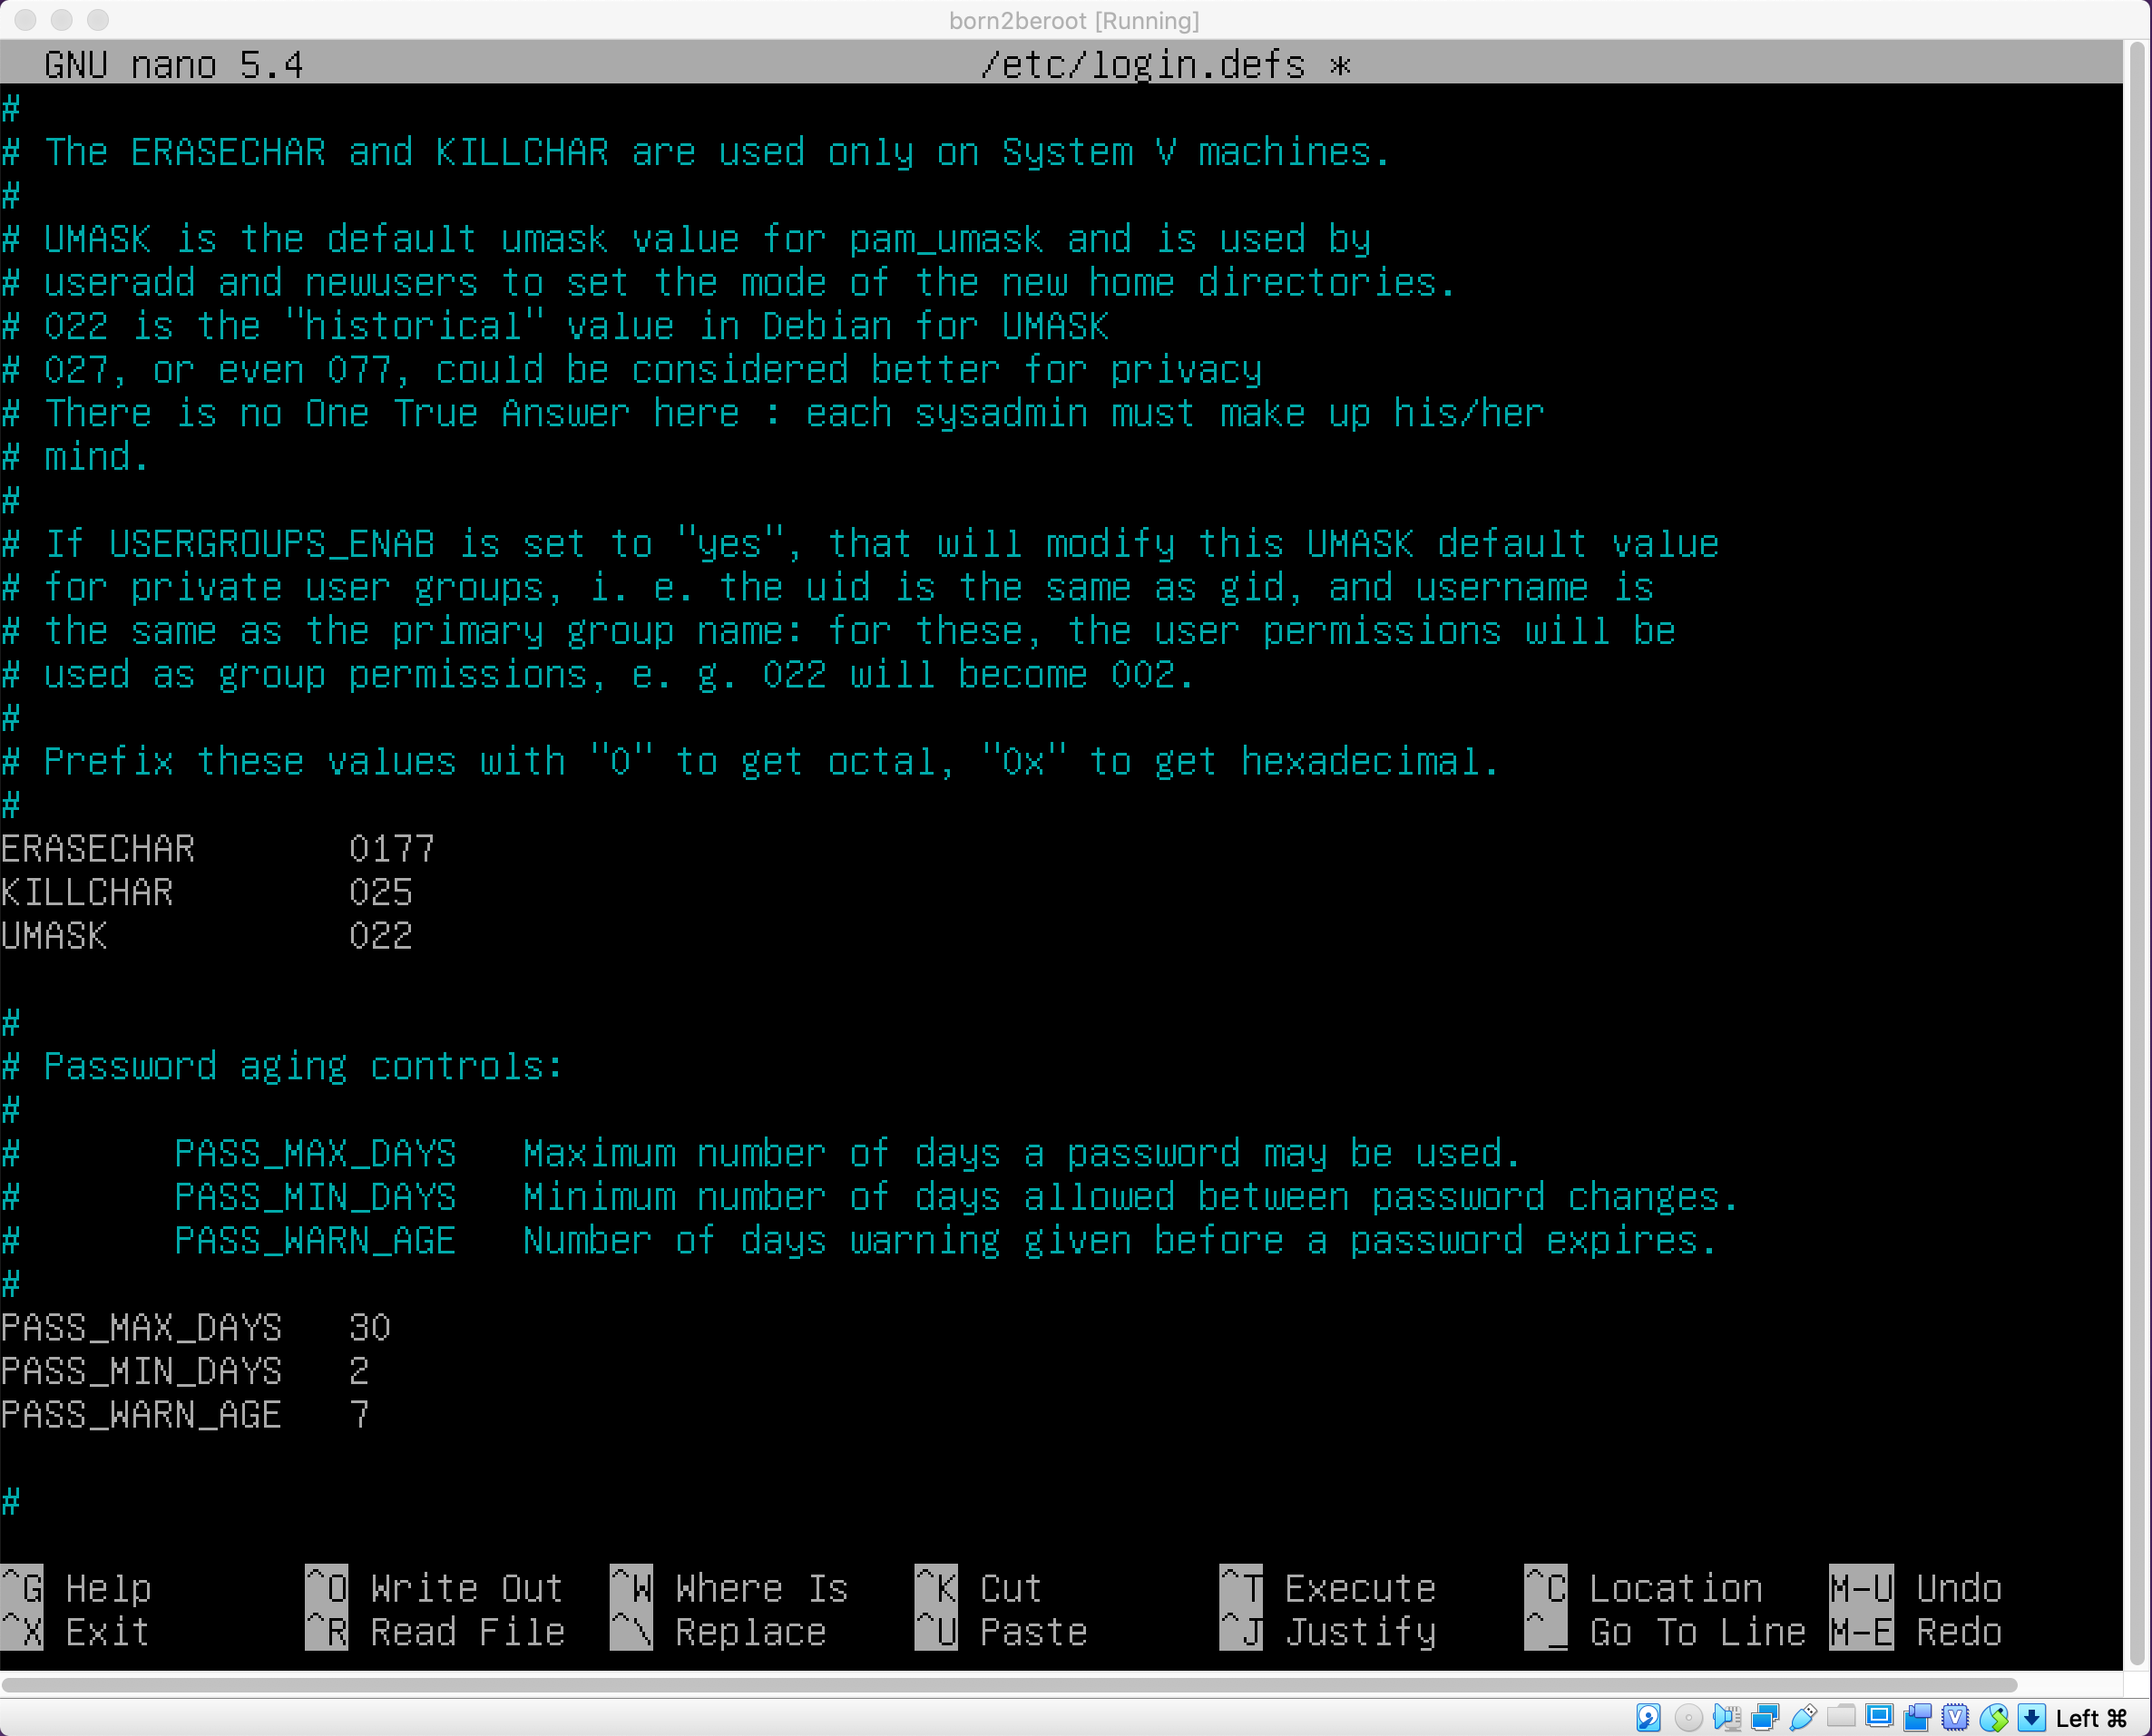 born2beroot [Running]
GNU nano 5.4 /etc/login.defs *
#
# The ERASECHAR and KILLCHAR are used only on System V machines.
#
# UMASK is the default umask value for pam_umask and is used by
# useradd and newusers to set the mode of the new home directories.
# 022 is the "historical" value in Debian for UMASK
# 027, or even 077, could be considered better for privacy
# There is no One True Answer here : each sysadmin must make up his/her
# mind.
#
# If USERGROUPS_ENAB is set to "yes", that will modify this UMASK default value
# for private user groups, i. e. the uid is the same as gid, and username is
# the same as the primary group name: for these, the user permissions will be
# used as group permissions, e. g. 022 will become 002.
#
# Prefix these values with "0" to get octal, "0x" to get hexadecimal.
#
ERASECHAR 0177
KILLCHAR 025
UMASK 022
#
# Password aging controls:
#
# PASS_MAX_DAYS Maximum number of days a password may be used.
# PASS_MIN_DAYS Minimum number of days allowed between password changes.
# PASS_WARN_AGE Number of days warning given before a password expires.
#
PASS_MAX_DAYS 30
PASS_MIN_DAYS 2
PASS_WARN_AGE 7
#
^G Help ^O Write Out ^W Where Is ^K Cut ^T Execute ^C Location M-U Undo
^X Exit ^R Read File ^\ Replace ^U Paste ^J Justify ^_ Go To Line M-E Redo
Left ⌘